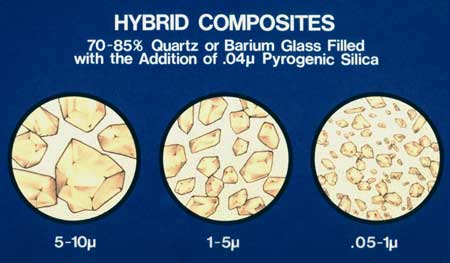 HYBRID COMPOSITES
70-85% Quartz or Barium Glass Filled
with the Addition of .04µ Pyrogenic Silica
5-10µ
1-5µ
.05-1µ